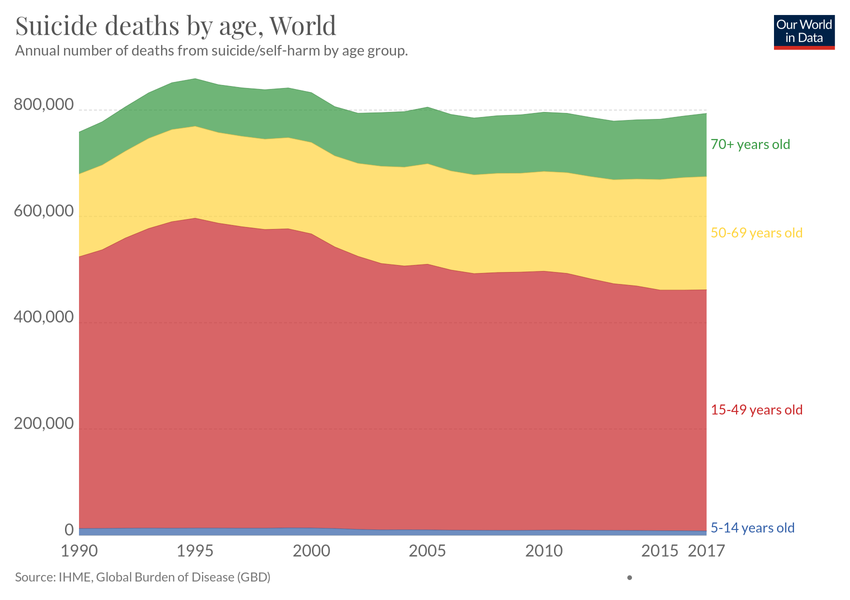 Suicide deaths by age, World
Annual number of deaths from suicide/self-harm by age group.
Our World
in Data
800,000
600,000
400,000
200,000
0
70+ years old
50-69 years old
15-49 years old
5-14 years old
1990 1995 2000 2005 2010 2015 2017
Source: IHME, Global Burden of Disease (GBD)